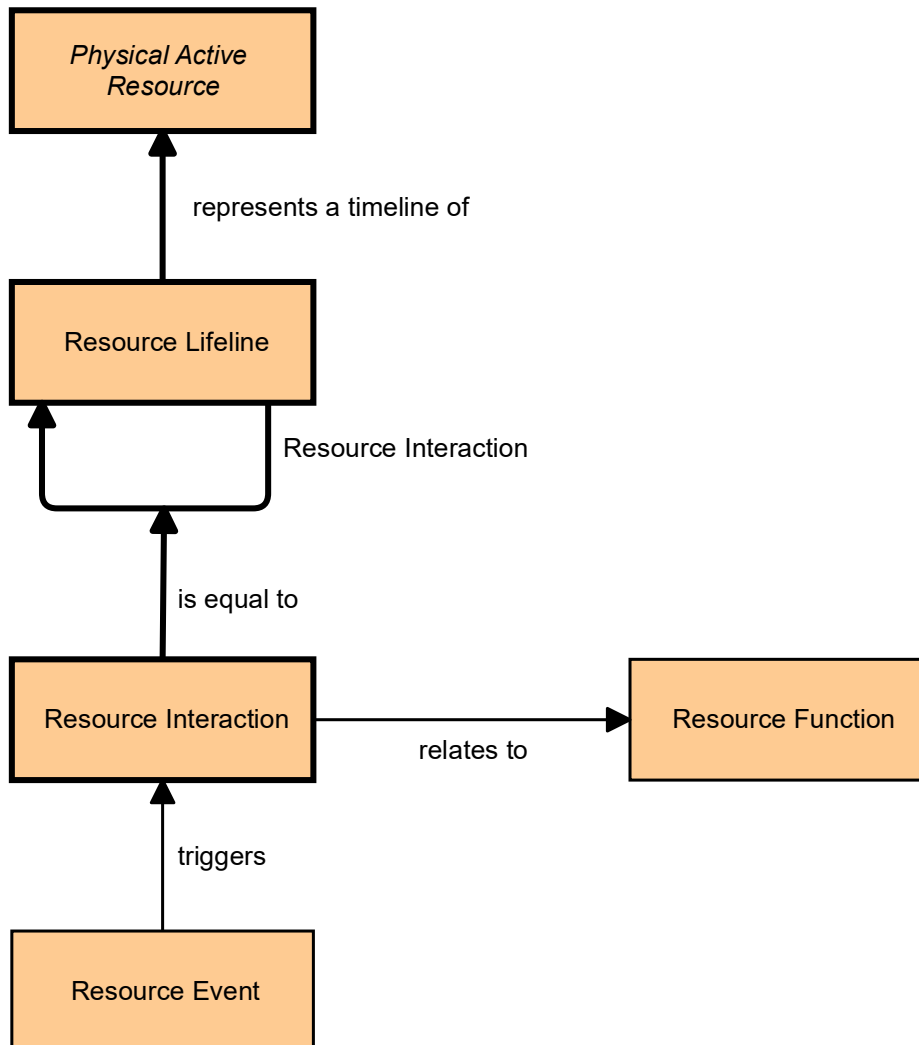 Physical Active
Resource
represents a timeline of
Resource Lifeline
Resource Interaction
is equal to
Resource Interaction
relates to
Resource Function
triggers
Resource Event